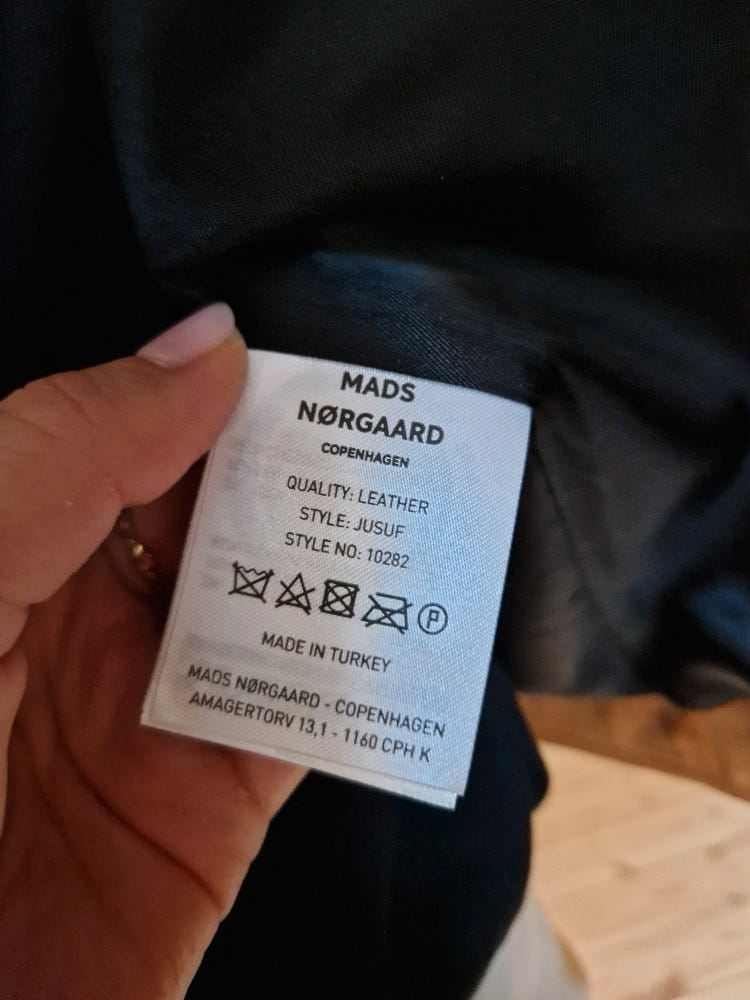 MADS
NØRGAARD
COPENHAGEN
QUALITY: LEATHER
STYLE: JUSUF
STYLE NO: 10282
P
MADE IN TURKEY
MADS NØRGAARD - COPENHAGEN
AMAGERTORV 13,1 - 1160 CPH K